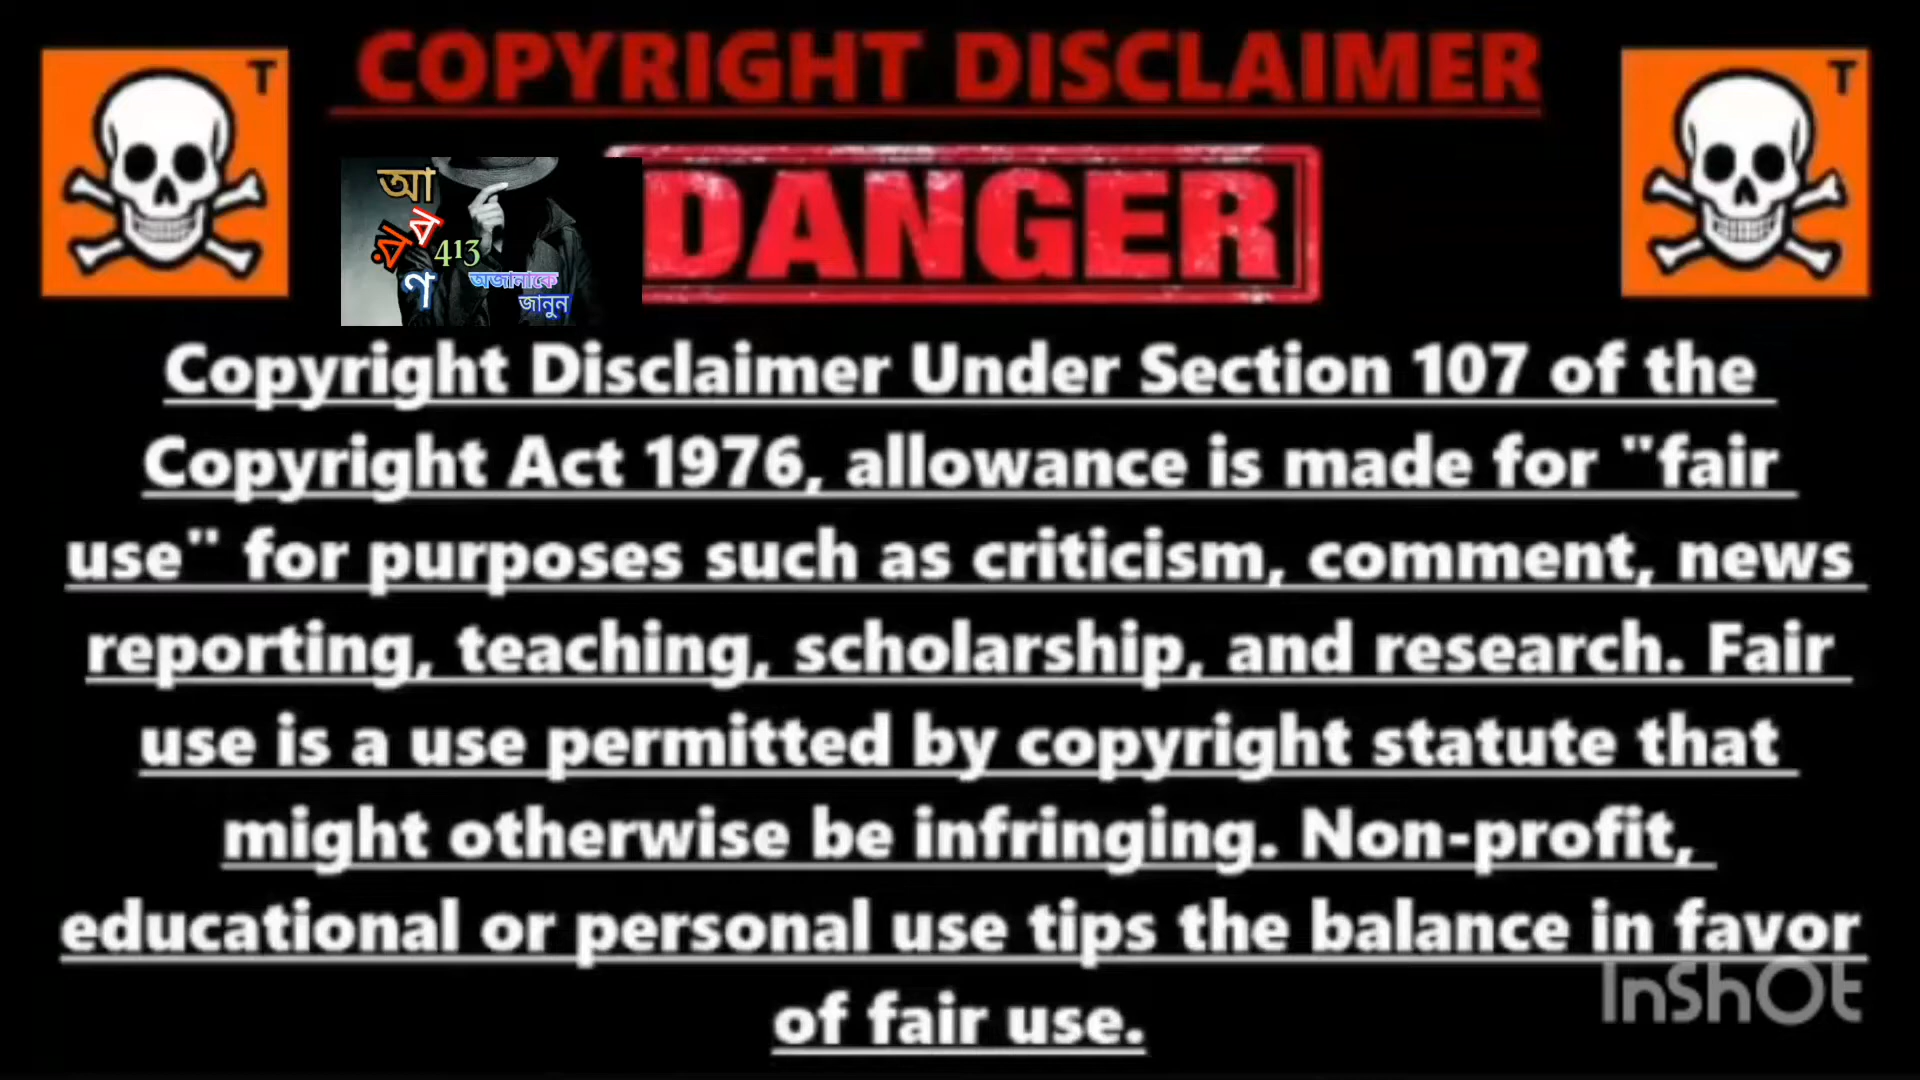 COPYRIGHT DISCLAIMER
T
T
DANGER
আ
ব
র
ণ
413
অজানাকে
জানুন
Copyright Disclaimer Under Section 107 of the
Copyright Act 1976, allowance is made for "fair
use" for purposes such as criticism, comment, news
reporting, teaching, scholarship, and research. Fair
use is a use permitted by copyright statute that
might otherwise be infringing. Non-profit,
educational or personal use tips the balance in favor
of fair use.
InShOt